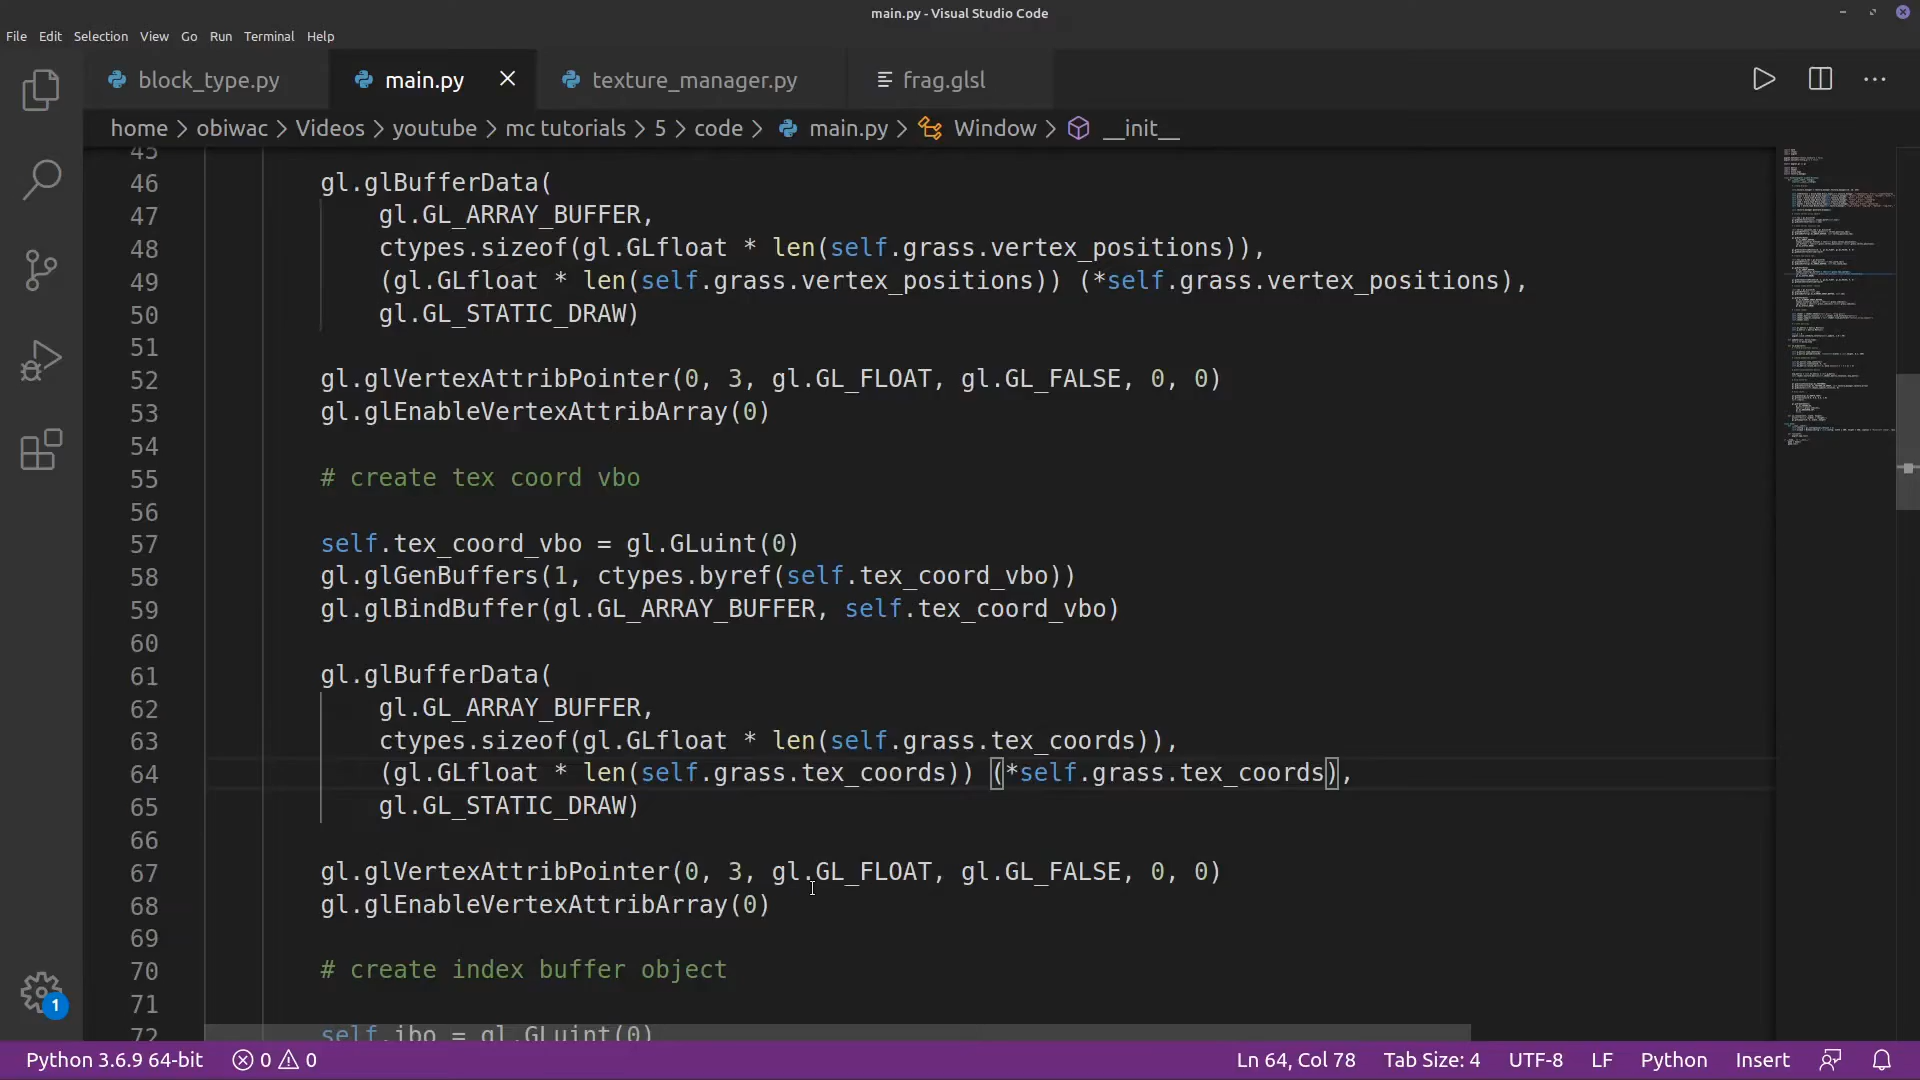 main.py - Visual Studio Code
File Edit Selection View Go Run Terminal Help
block_type.py main.py texture_manager.py frag.glsl
home > obiwac > Videos > youtube > mc tutorials > 5 > code > main.py > Window > __init__
45
46 gl.glBufferData(
47 gl.GL_ARRAY_BUFFER,
48 ctypes.sizeof(gl.GLfloat * len(self.grass.vertex_positions)),
49 (gl.GLfloat * len(self.grass.vertex_positions)) (*self.grass.vertex_positions),
50 gl.GL_STATIC_DRAW)
51
52 gl.glVertexAttribPointer(0, 3, gl.GL_FLOAT, gl.GL_FALSE, 0, 0)
53 gl.glEnableVertexAttribArray(0)
54
55 # create tex coord vbo
56
57 self.tex_coord_vbo = gl.GLuint(0)
58 gl.glGenBuffers(1, ctypes.byref(self.tex_coord_vbo))
59 gl.glBindBuffer(gl.GL_ARRAY_BUFFER, self.tex_coord_vbo)
60
61 gl.glBufferData(
62 gl.GL_ARRAY_BUFFER,
63 ctypes.sizeof(gl.GLfloat * len(self.grass.tex_coords)),
64 (gl.GLfloat * len(self.grass.tex_coords)) (*self.grass.tex_coords),
65 gl.GL_STATIC_DRAW)
66
67 gl.glVertexAttribPointer(0, 3, gl.GL_FLOAT, gl.GL_FALSE, 0, 0)
68 gl.glEnableVertexAttribArray(0)
69
70 # create index buffer object
71
72 self.ibo = gl.GLuint(0)
1
Python 3.6.9 64-bit 0 0 Ln 64, Col 78 Tab Size: 4 UTF-8 LF Python Insert